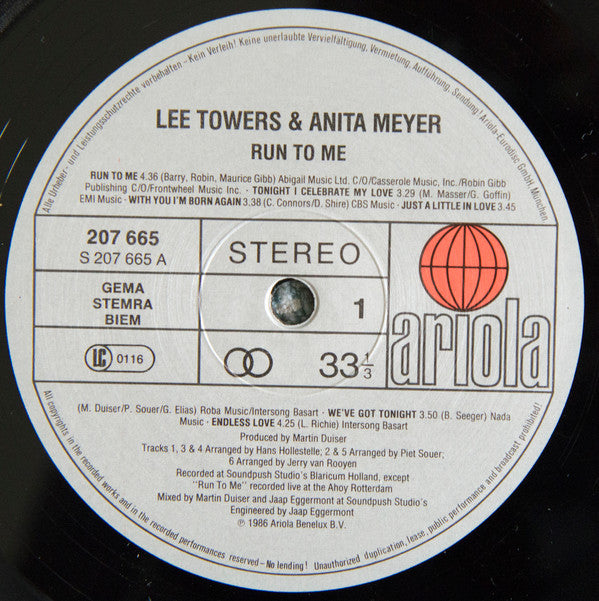 Alle Urheber- und Leistungsschutzrechte vorbehalten – Kein Verleih! Keine unerlaubte Vervielfältigung, Vermietung, Aufführung, Sendung! Ariola-Eurodisc GmbH München.
LEE TOWERS & ANITA MEYER
RUN TO ME
RUN TO ME 4.36 (Barry, Robin, Maurice Gibb) Abigail Music Ltd. C/O/Casserole Music, Inc./Robin Gibb
Publishing C/O/Frontwheel Music Inc. · TONIGHT I CELEBRATE MY LOVE 3.29 (M. Masser/G. Goffin)
EMI Music · WITH YOU I'M BORN AGAIN 3.38 (C. Connors/D. Shire) CBS Music · JUST A LITTLE IN LOVE 3.45
207 665
S 207 665 A
STEREO
GEMA
STEMRA
BIEM
1
LC 0116
33 1/3
ariola
(M. Duiser/P. Souer/G. Elias) Roba Music/Intersong Basart · WE'VE GOT TONIGHT 3.50 (B. Seeger) Nada
Music · ENDLESS LOVE 4.25 (L. Richie) Intersong Basart
Produced by Martin Duiser
Tracks 1, 3 & 4 Arranged by Hans Hollestelle; 2 & 5 Arranged by Piet Souer;
6 Arranged by Jerry van Rooyen
Recorded at Soundpush Studio's Blaricum Holland, except
"Run To Me" recorded live at the Ahoy Rotterdam
Mixed by Martin Duiser and Jaap Eggermont at Soundpush Studio's
Engineered by Jaap Eggermont
℗ 1986 Ariola Benelux B.V.
All copyrights in the recorded works and in the recorded performances reserved–No lending! Unauthorized duplication, lease, public performance and broadcast prohibited!